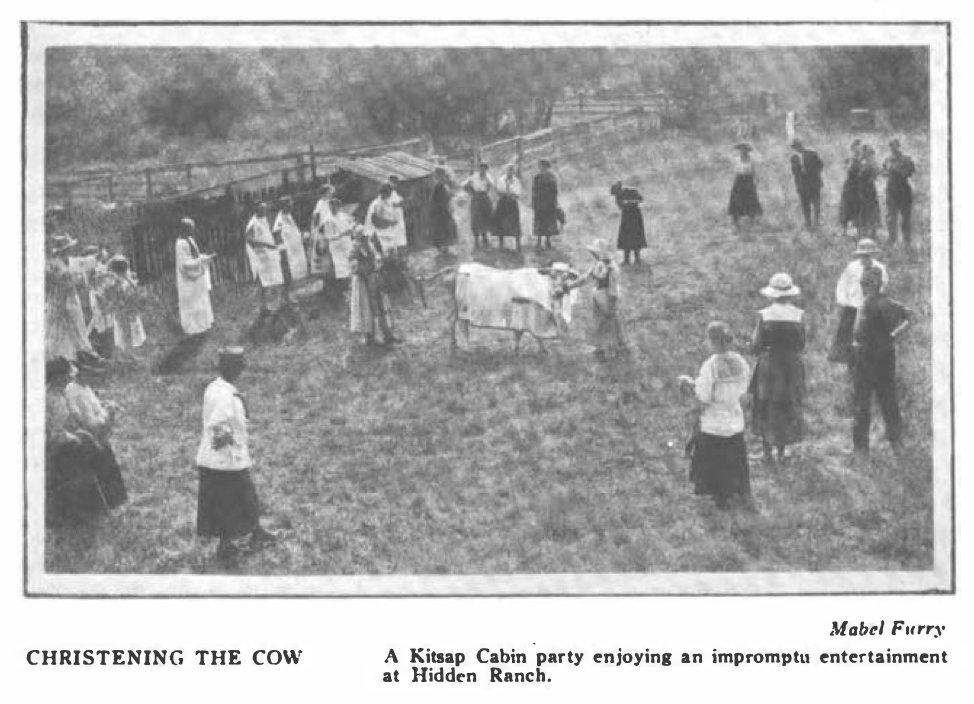 Mabel Furry
CHRISTENING THE COW
A Kitsap Cabin party enjoying an impromptu entertainment
at Hidden Ranch.